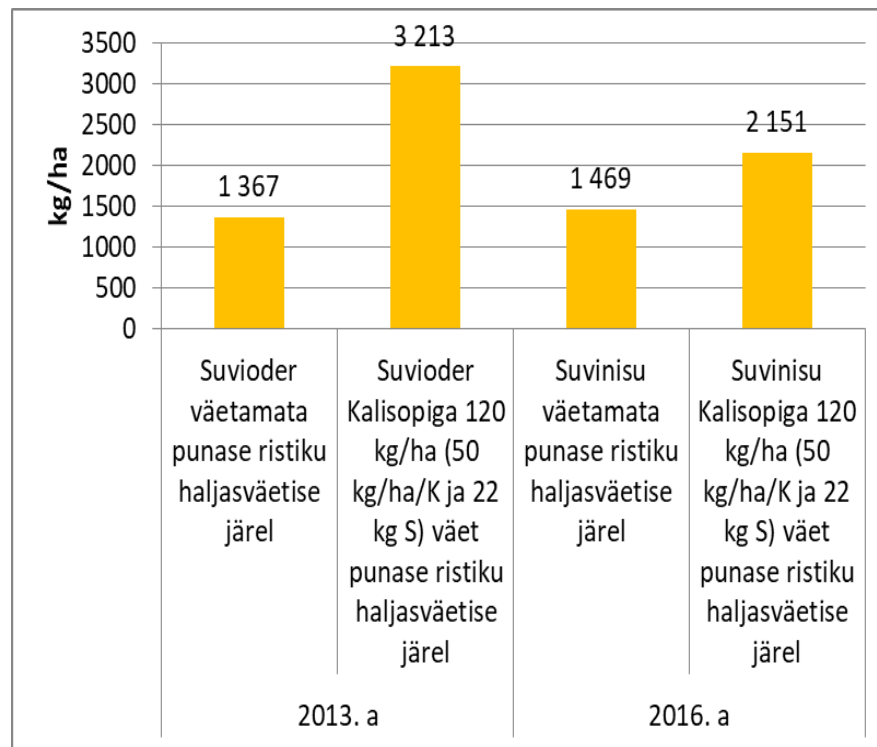 kg/ha
3500
3000
2500
2000
1500
1000
500
0
1 367
3 213
1 469
2 151
Suvioder
väetamata
punase ristiku
haljasväetise
järel
Suvioder
Kalisopiga 120
kg/ha (50
kg/ha/K ja 22
kg S) väet
punase ristiku
haljasväetise
järel
Suvinisu
väetamata
punase ristiku
haljasväetise
järel
Suvinisu
Kalisopiga 120
kg/ha (50
kg/ha/K ja 22
kg S) väet
punase ristiku
haljasväetise
järel
2013. a
2016. a